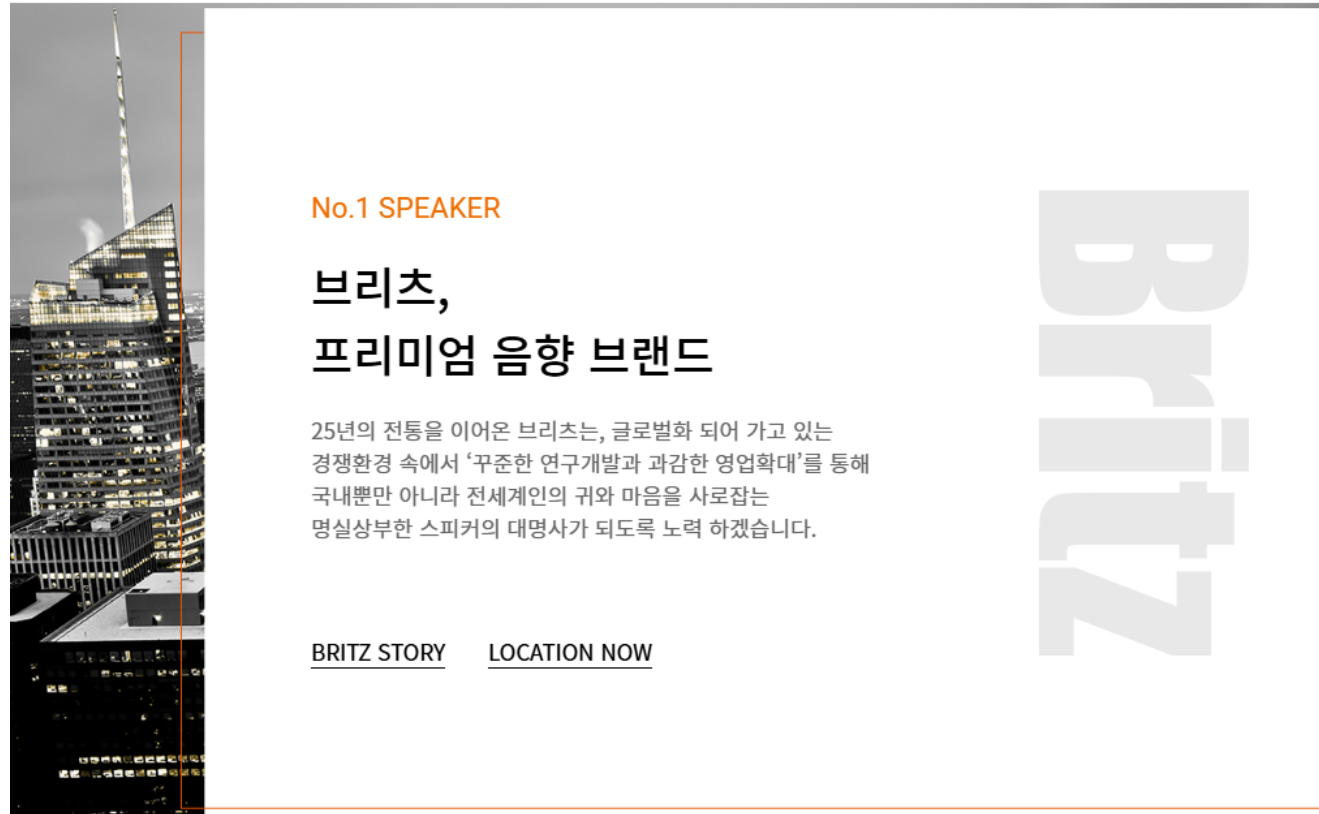 No.1 SPEAKER
브리츠,
프리미엄 음향 브랜드
25년의 전통을 이어온 브리츠는, 글로벌화 되어 가고 있는
경쟁환경 속에서 ‘꾸준한 연구개발과 과감한 영업확대’를 통해
국내뿐만 아니라 전세계인의 귀와 마음을 사로잡는
명실상부한 스피커의 대명사가 되도록 노력 하겠습니다.
BRITZ STORY LOCATION NOW
Britz